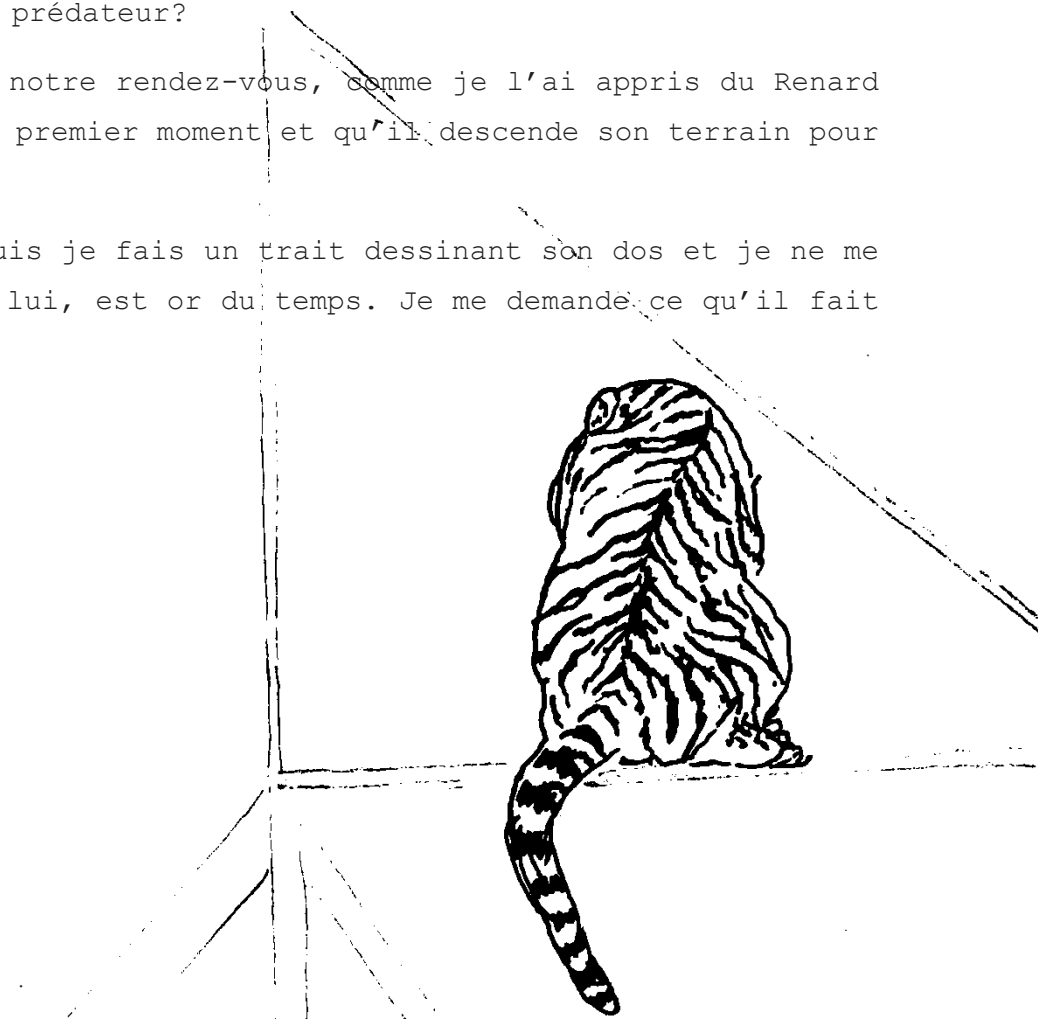 prédateur?
notre rendez-vous, comme je l’ai appris du Renard
premier moment et qu’il descende son terrain pour
uis je fais un trait dessinant son dos et je ne me
lui, est or du temps. Je me demande ce qu’il fait